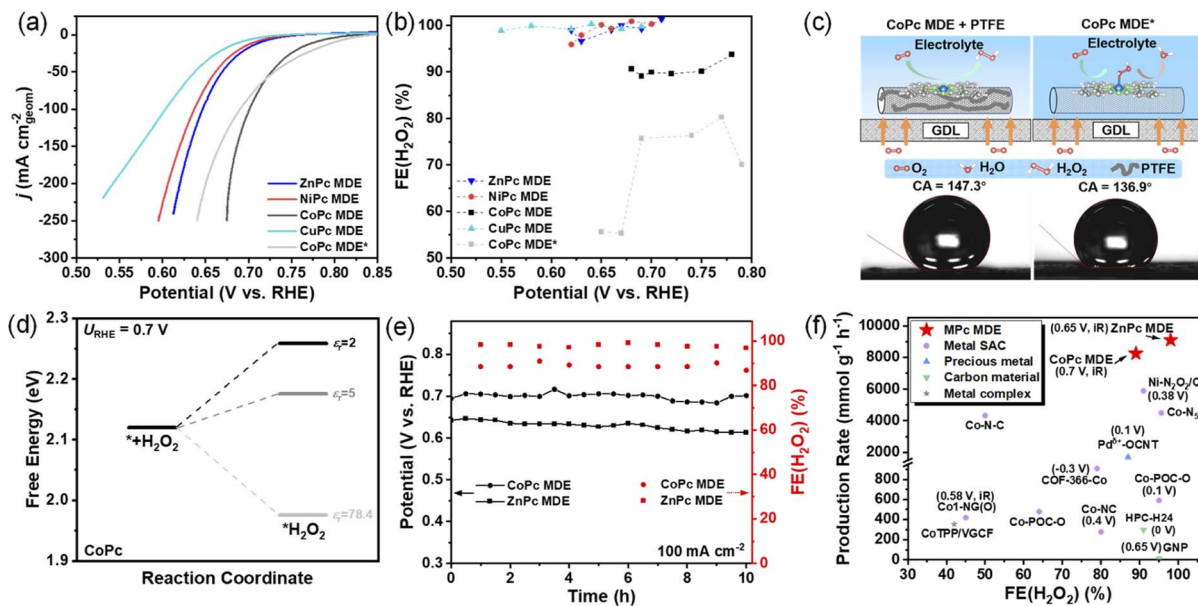 (a)
0
-50
-100
-150
-200
-250
-300
j (mA cm-2geom)
ZnPc MDE
NiPc MDE
CoPc MDE
CuPc MDE
CoPc MDE*
0.50 0.55 0.60 0.65 0.70 0.75 0.80 0.85
Potential (V vs. RHE)
(b)
100
90
80
70
60
50
FE(H2O2) (%)
ZnPc MDE
NiPc MDE
CoPc MDE
CuPc MDE
CoPc MDE*
0.50 0.55 0.60 0.65 0.70 0.75 0.80
Potential (V vs. RHE)
(c)
CoPc MDE + PTFE CoPc MDE*
Electrolyte Electrolyte
GDL GDL
O2 H2O H2O2 PTFE
CA = 147.3° CA = 136.9°
(d)
2.3
2.2
2.1
2.0
1.9
Free Energy (eV)
URHE = 0.7 V
εr=2
εr=5
*+H2O2
εr=78.4
*H2O2
CoPc
Reaction Coordinate
(e)
0.8
0.7
0.6
0.5
0.4
0.3
Potential (V vs. RHE)
100
80
60
40
20
0
FE(H2O2) (%)
CoPc MDE CoPc MDE
ZnPc MDE ZnPc MDE
100 mA cm-2
0 2 4 6 8 10
Time (h)
(f)
10000
9000
8000
7000
6000
5000
4000
3000
2000
800
600
400
200
0
Production Rate (mmol g-1 h-1)
MPc MDE
Metal SAC
Precious metal
Carbon material
Metal complex
(0.65 V, iR) ZnPc MDE
CoPc MDE
(0.7 V, iR)
Ni-N2O2/C
(0.38 V)
Co-N5
Co-N-C
(0.1 V)
Pdδ+-OCNT
(-0.3 V)
COF-366-Co
Co-POC-O
(0.1 V)
(0.58 V, iR)
Co1-NG(O)
CoTPP/VGCF
Co-POC-O
Co-NC
(0.4 V)
HPC-H24
(0 V)
(0.65 V) GNP
30 40 50 60 70 80 90 100
FE(H2O2) (%)